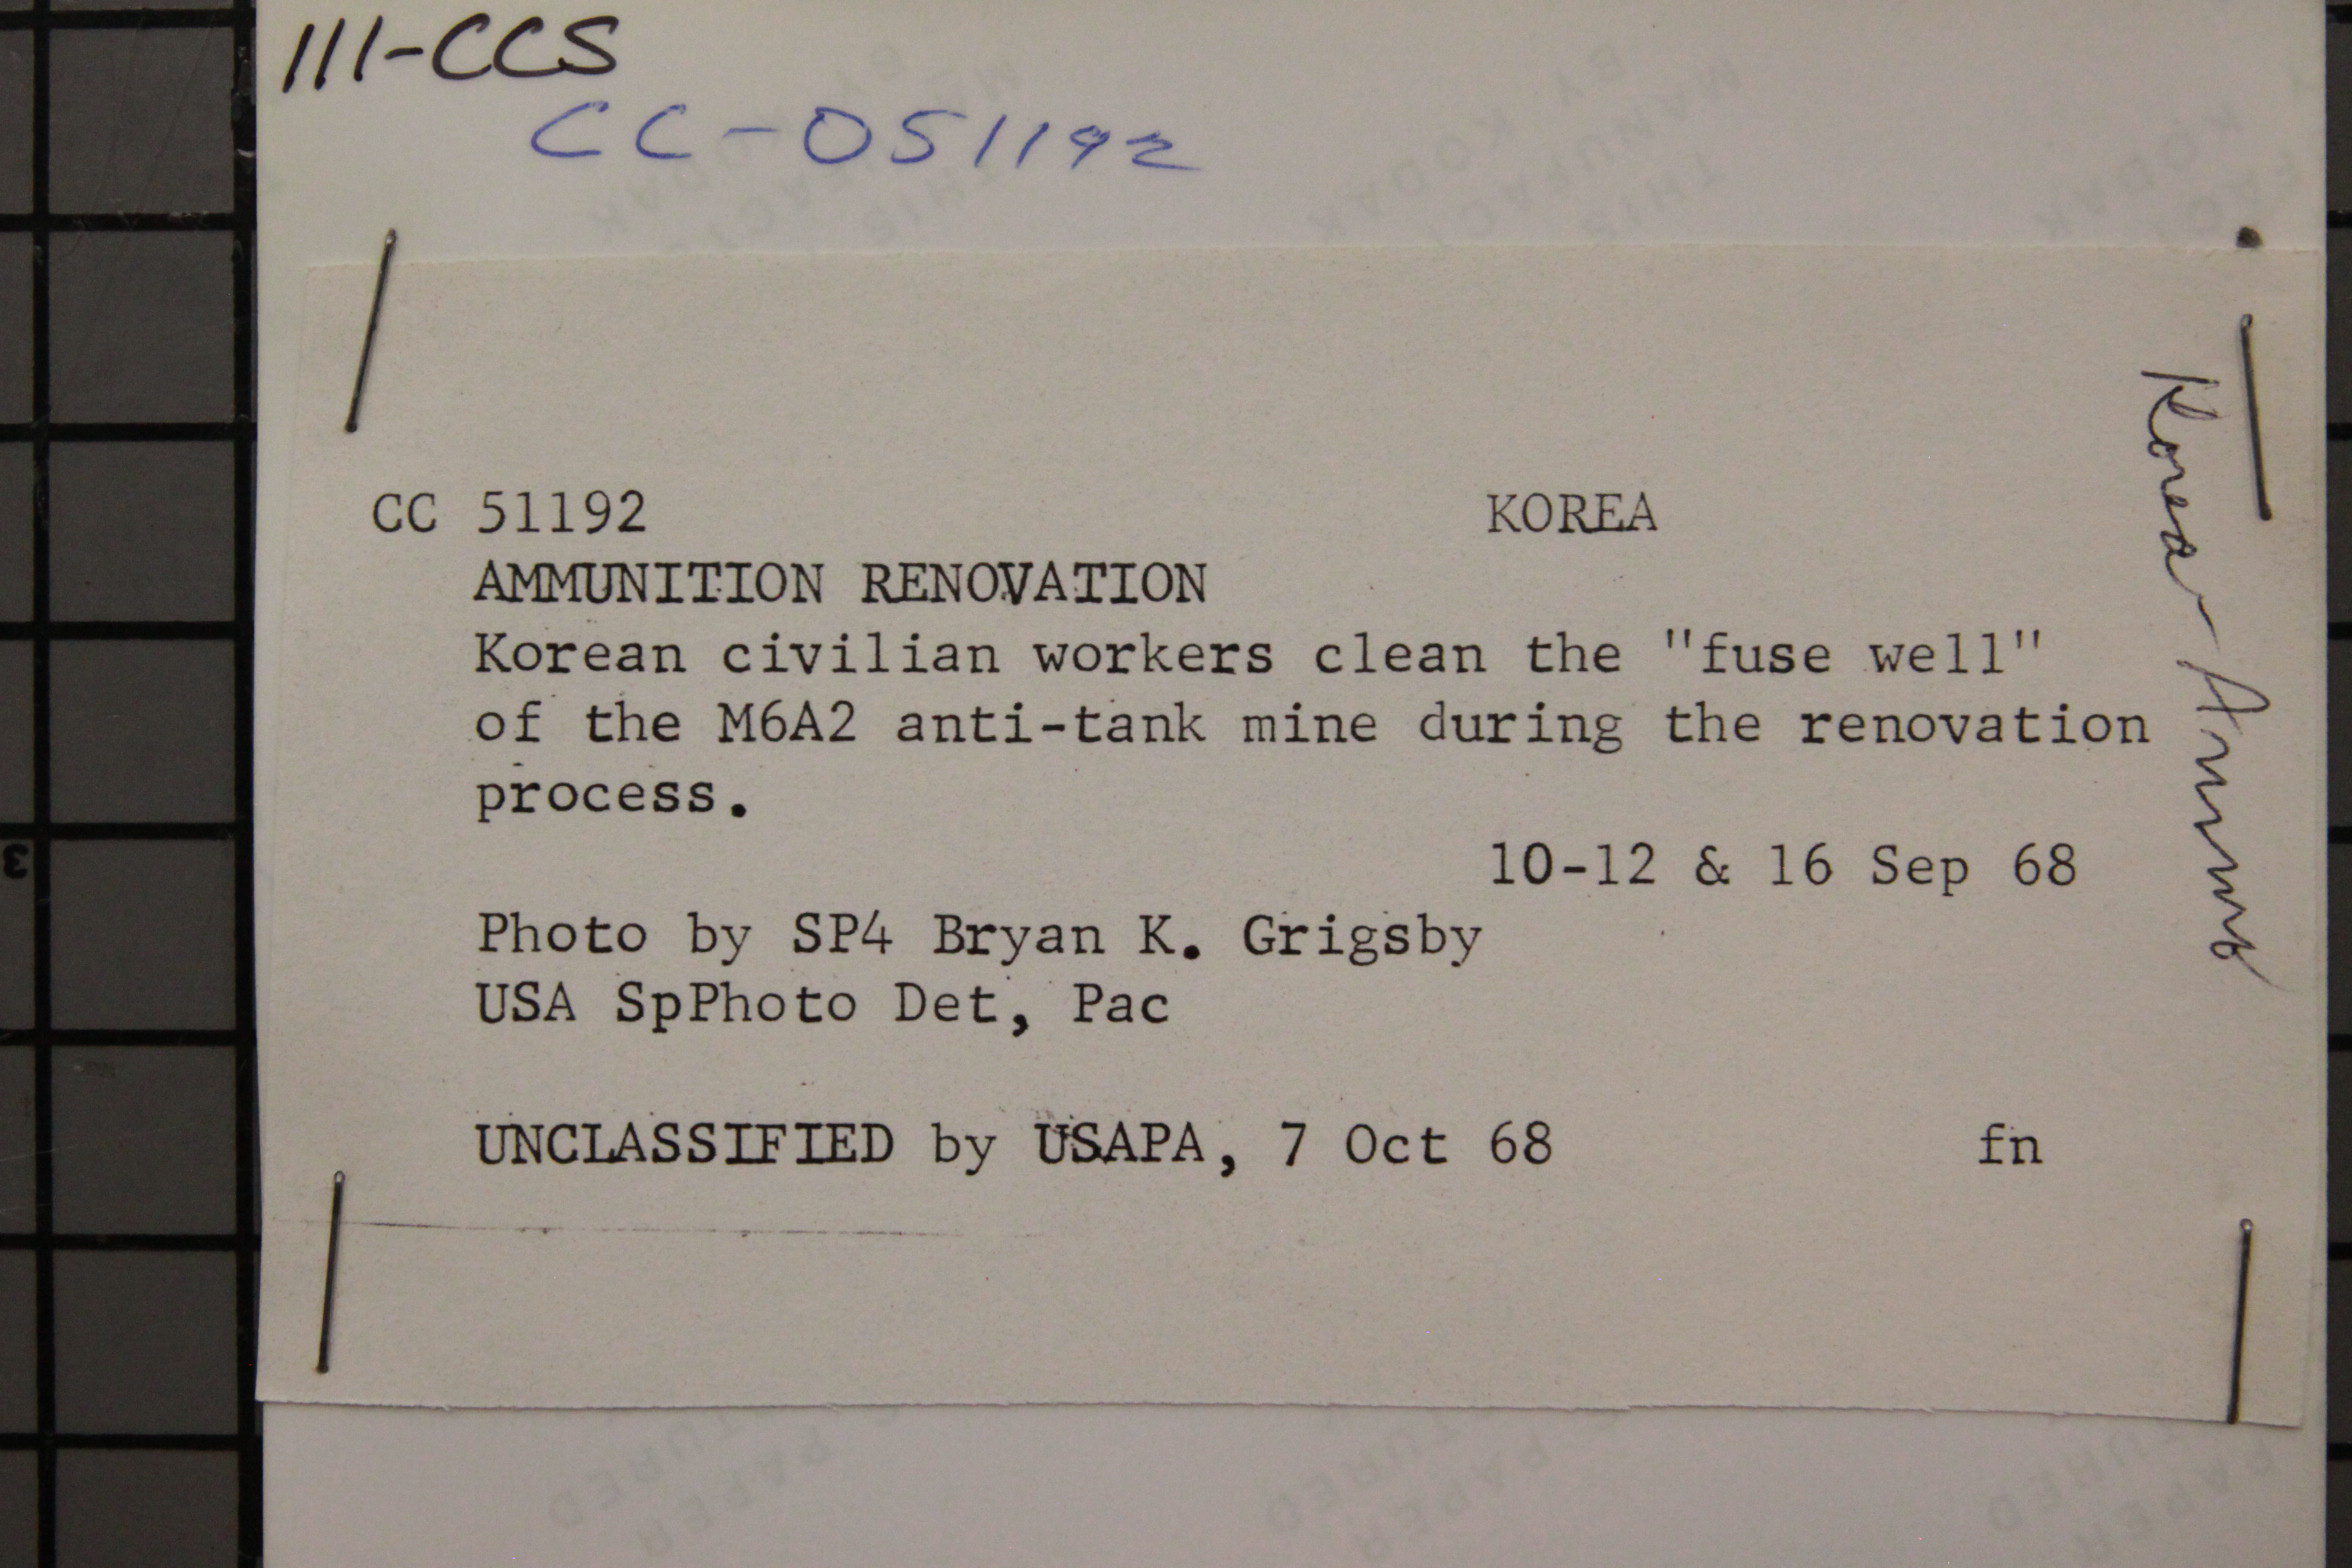 111-CCS
CC-051192
CC 51192 KOREA
AMMUNITION RENOVATION
Korean civilian workers clean the "fuse well"
of the M6A2 anti-tank mine during the renovation
process.
10-12 & 16 Sep 68
Photo by SP4 Bryan K. Grigsby
USA SpPhoto Det, Pac
UNCLASSIFIED by USAPA, 7 Oct 68 fn
Korea - Ammo
3